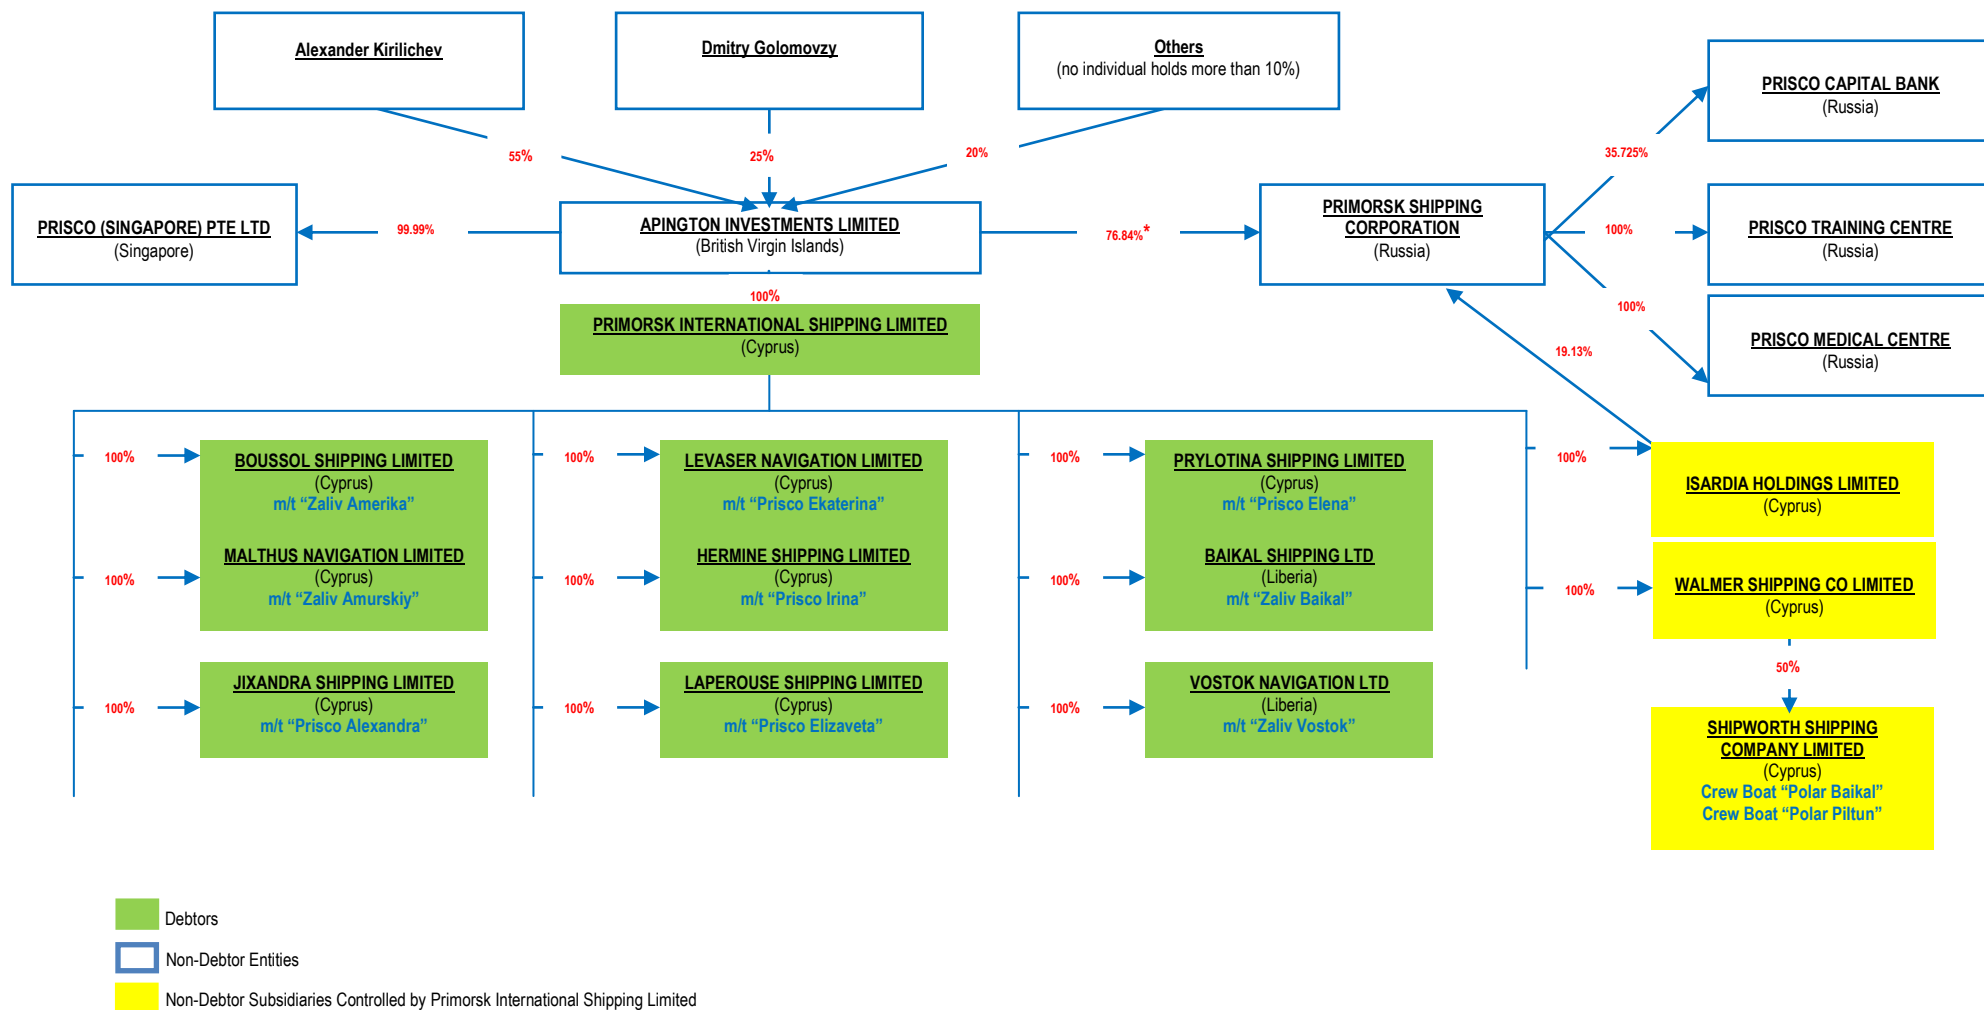 Alexander Kirilichev
Dmitry Golomovzy
Others
(no individual holds more than 10%)
PRISCO CAPITAL BANK
(Russia)
55%
25%
20%
35.725%
PRISCO (SINGAPORE) PTE LTD
(Singapore)
99.99%
APINGTON INVESTMENTS LIMITED
(British Virgin Islands)
76.84%*
PRIMORSK SHIPPING
CORPORATION
(Russia)
100%
PRISCO TRAINING CENTRE
(Russia)
100%
PRIMORSK INTERNATIONAL SHIPPING LIMITED
(Cyprus)
100%
PRISCO MEDICAL CENTRE
(Russia)
19.13%
100%
BOUSSOL SHIPPING LIMITED
(Cyprus)
m/t “Zaliv Amerika”
100%
LEVASER NAVIGATION LIMITED
(Cyprus)
m/t “Prisco Ekaterina”
100%
PRYLOTINA SHIPPING LIMITED
(Cyprus)
m/t “Prisco Elena”
100%
ISARDIA HOLDINGS LIMITED
(Cyprus)
100%
MALTHUS NAVIGATION LIMITED
(Cyprus)
m/t “Zaliv Amurskiy”
100%
HERMINE SHIPPING LIMITED
(Cyprus)
m/t “Prisco Irina”
100%
BAIKAL SHIPPING LTD
(Liberia)
m/t “Zaliv Baikal”
100%
WALMER SHIPPING CO LIMITED
(Cyprus)
50%
100%
JIXANDRA SHIPPING LIMITED
(Cyprus)
m/t “Prisco Alexandra”
100%
LAPEROUSE SHIPPING LIMITED
(Cyprus)
m/t “Prisco Elizaveta”
100%
VOSTOK NAVIGATION LTD
(Liberia)
m/t “Zaliv Vostok”
SHIPWORTH SHIPPING
COMPANY LIMITED
(Cyprus)
Crew Boat “Polar Baikal”
Crew Boat “Polar Piltun”
Debtors
Non-Debtor Entities
Non-Debtor Subsidiaries Controlled by Primorsk International Shipping Limited